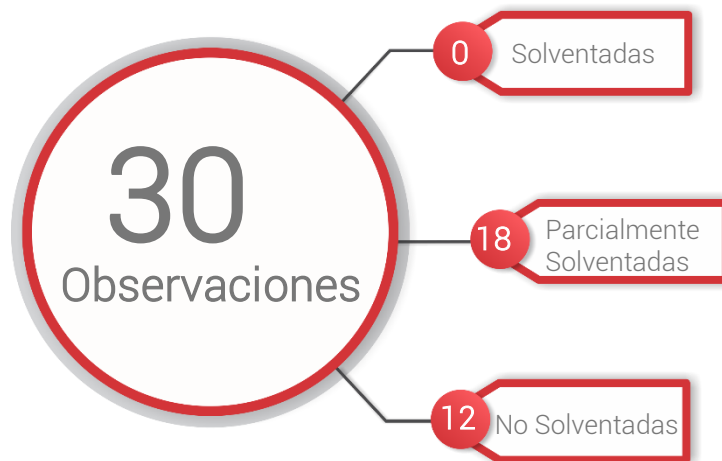 30
Observaciones
0
Solventadas
18
Parcialmente
Solventadas
12
No Solventadas